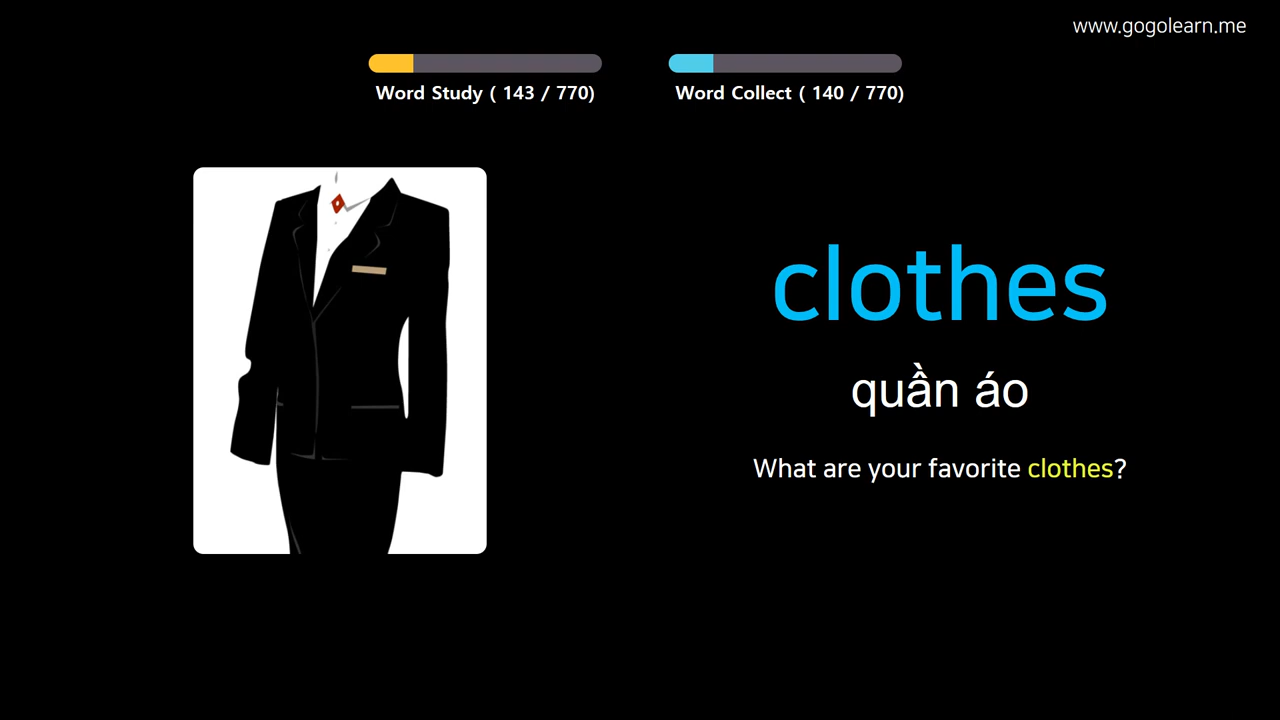 www.gogolearn.me
Word Study ( 143 / 770)
Word Collect ( 140 / 770)
clothes
quần áo
What are your favorite clothes?